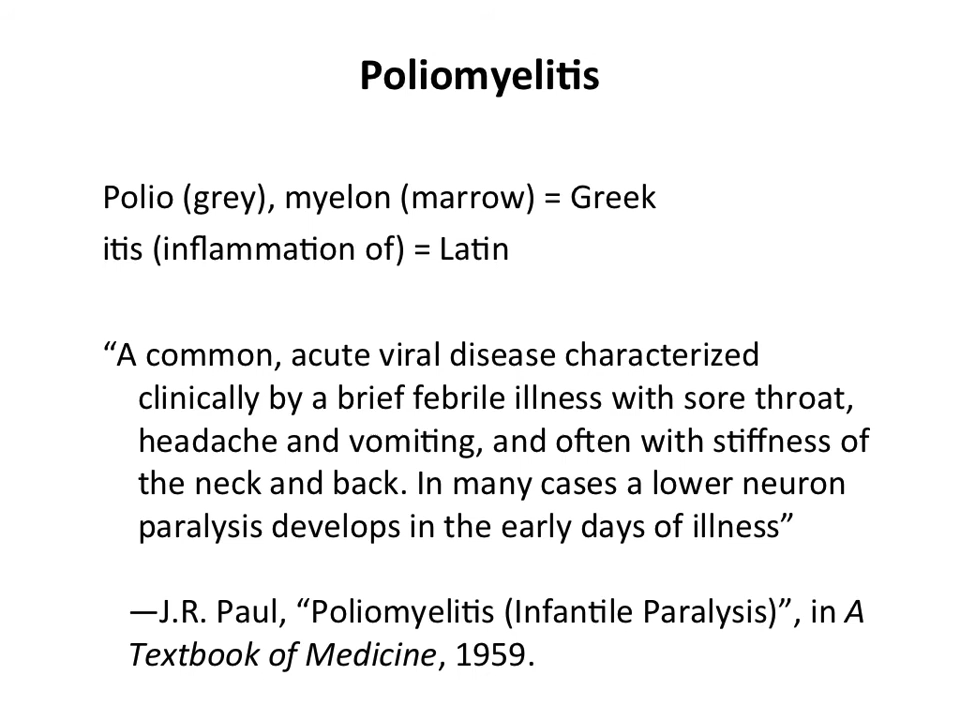 Poliomyelitis
Polio (grey), myelon (marrow) = Greek
itis (inflammation of) = Latin
“A common, acute viral disease characterized
clinically by a brief febrile illness with sore throat,
headache and vomiting, and often with stiffness of
the neck and back. In many cases a lower neuron
paralysis develops in the early days of illness”
—J.R. Paul, “Poliomyelitis (Infantile Paralysis)”, in A
Textbook of Medicine, 1959.